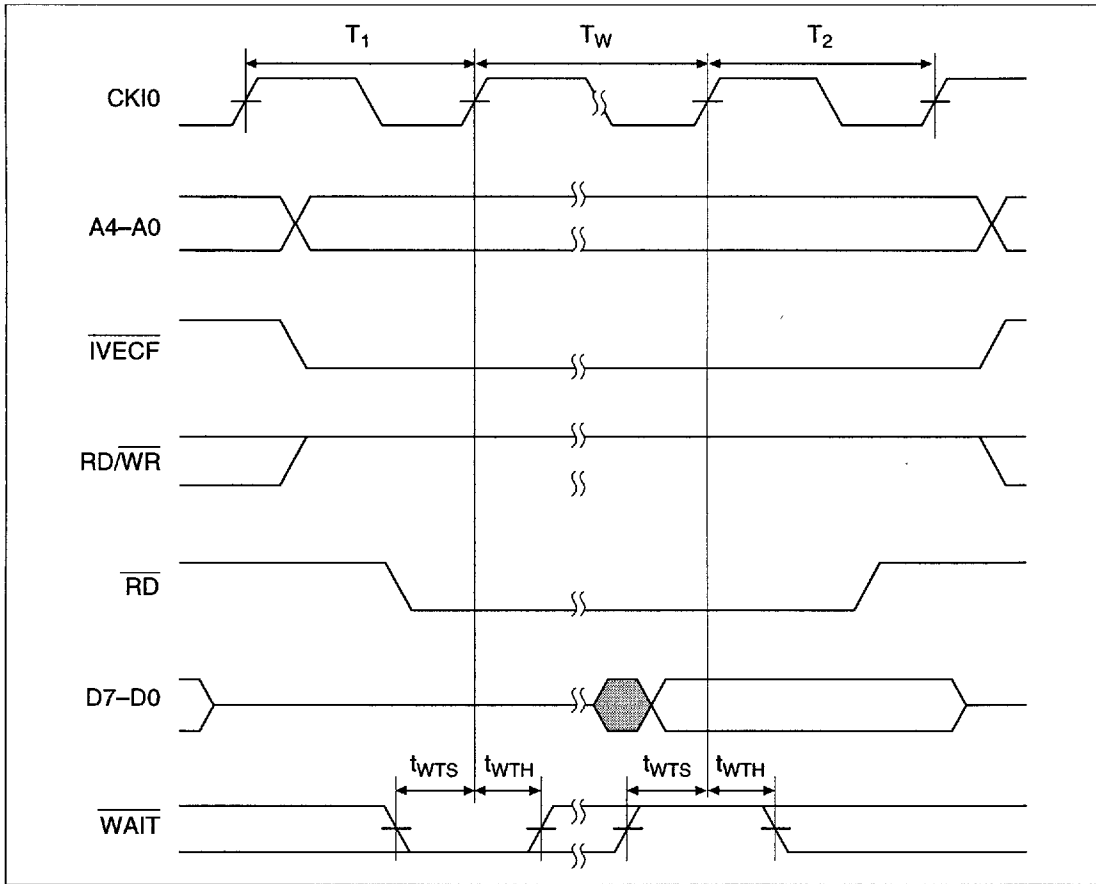 T1 TW T2
CKI0
A4–A0
IVECF
RD/WR
RD
D7–D0
tWTS tWTH tWTS tWTH
WAIT